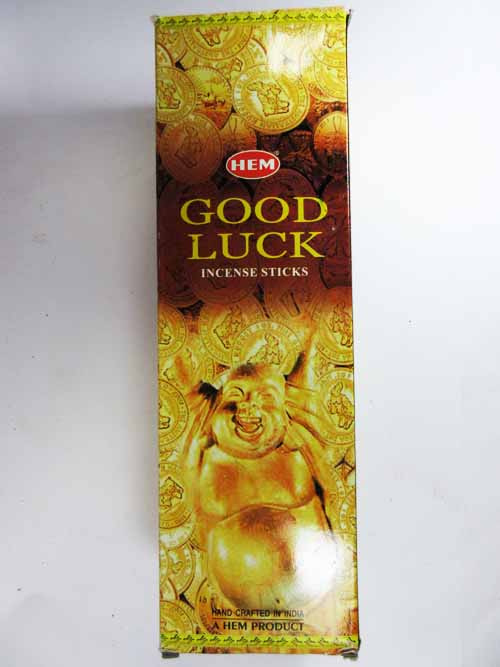 HEM
GOOD
LUCK
INCENSE STICKS
HAND CRAFTED IN INDIA
A HEM PRODUCT